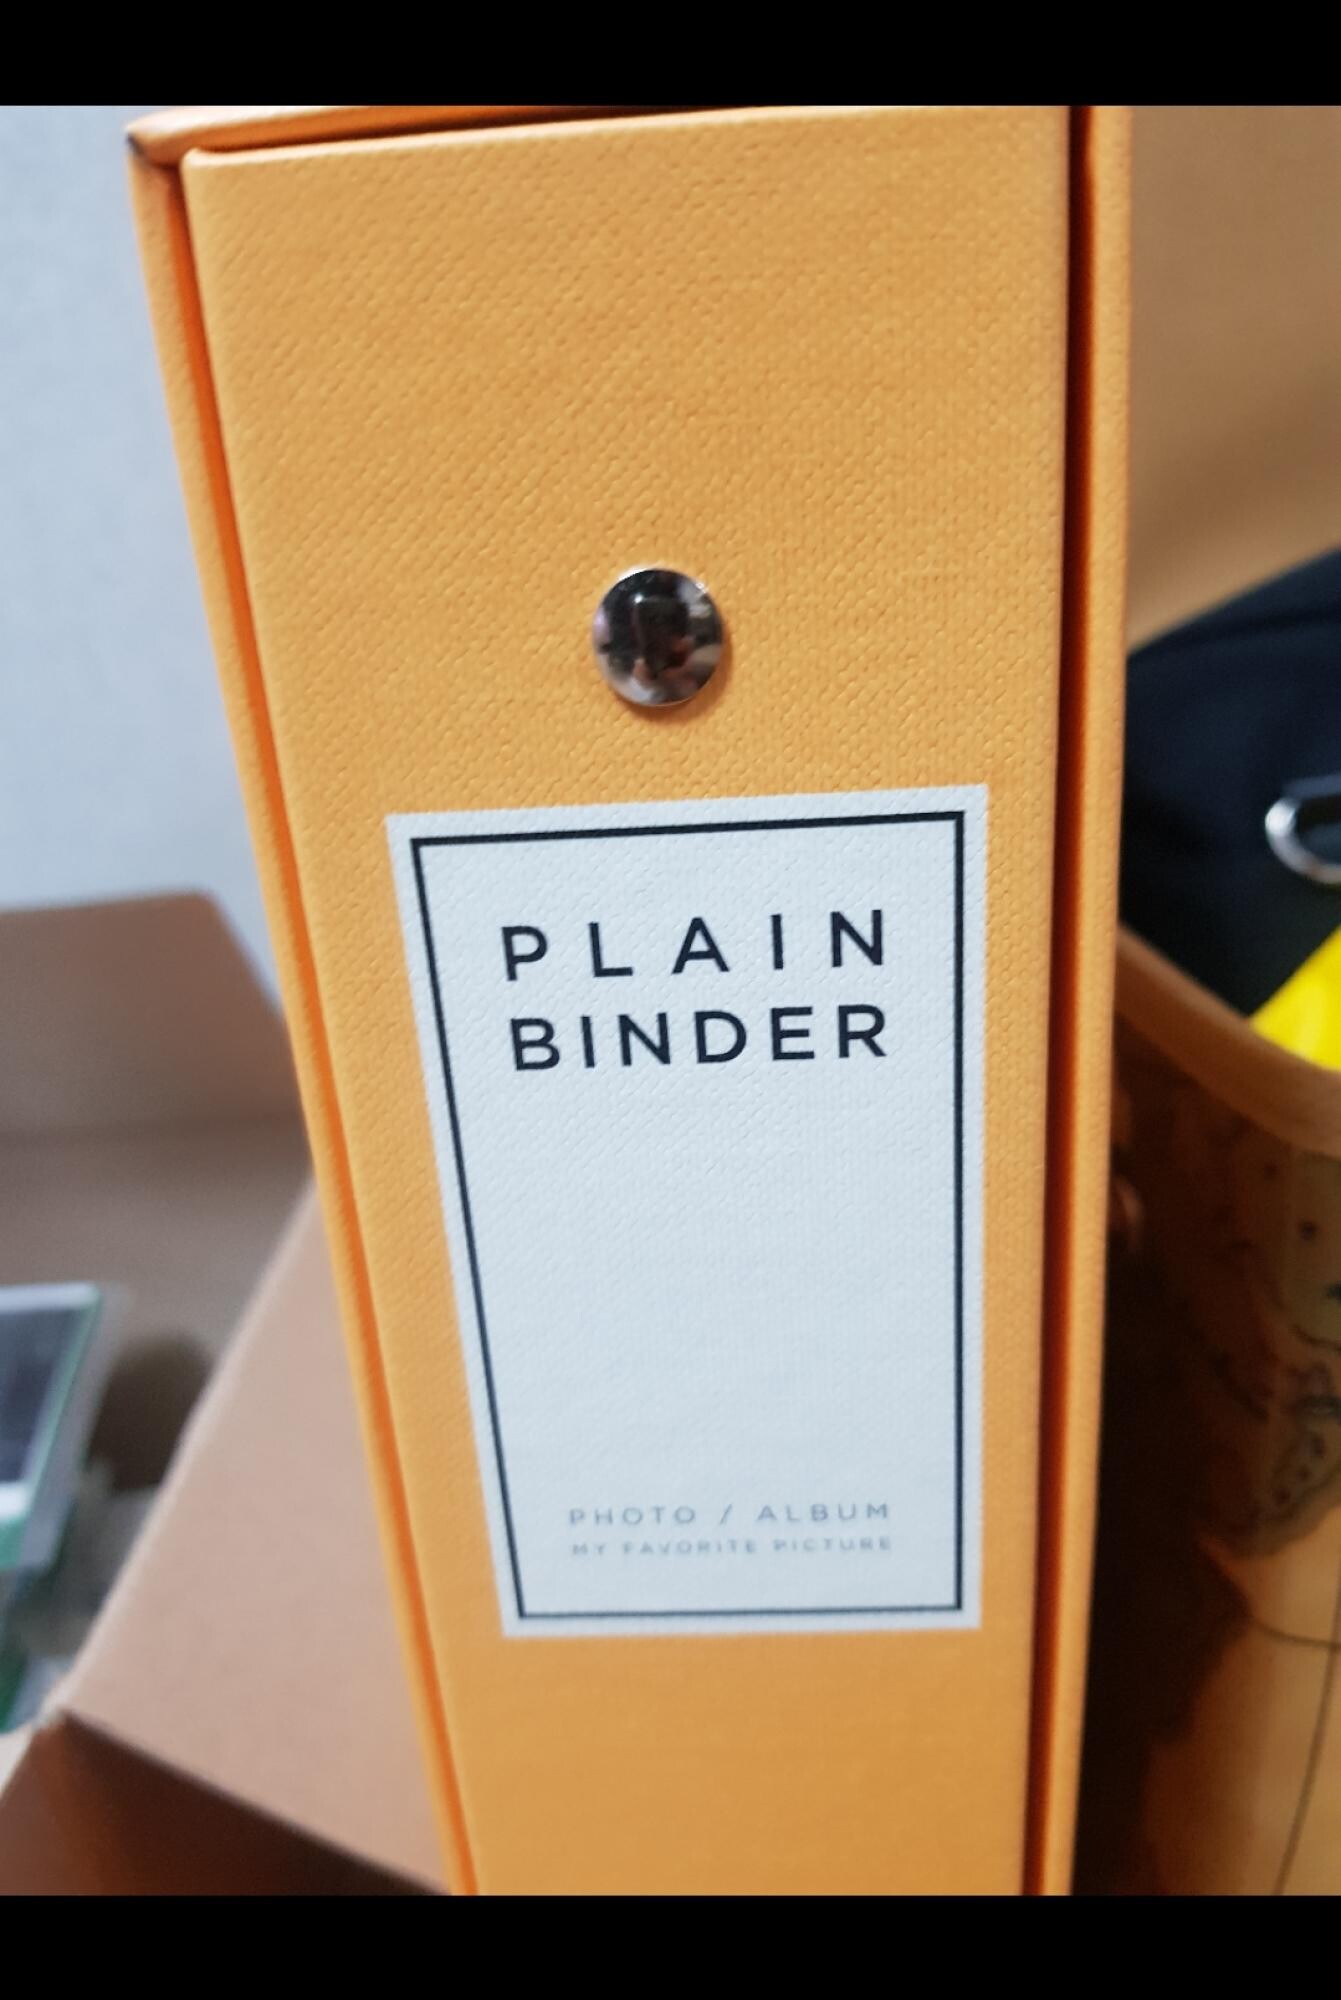 PLAIN
BINDER
PHOTO / ALBUM
MY FAVORITE PICTURE